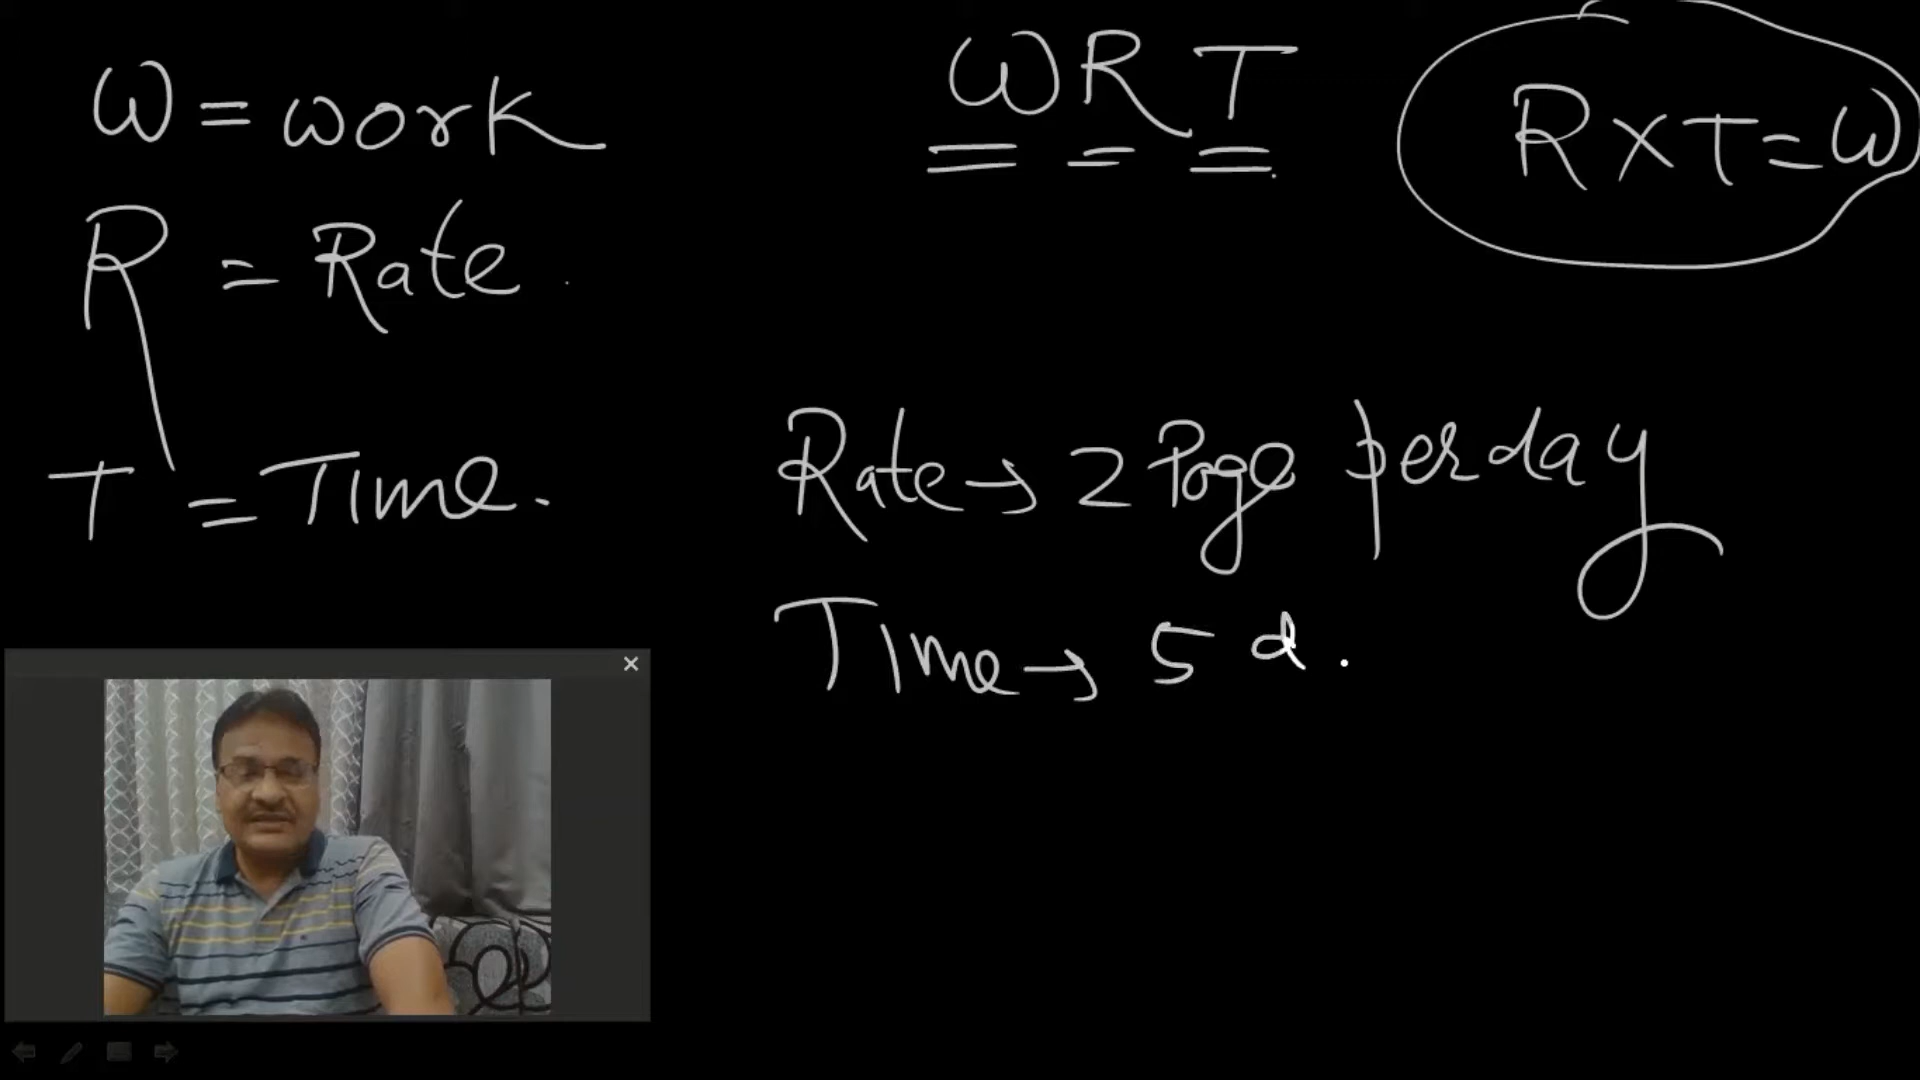 W = work
R = Rate.
T = Time.
WRT
R X T = W
Rate → 2 Page per day
Time → 5 d